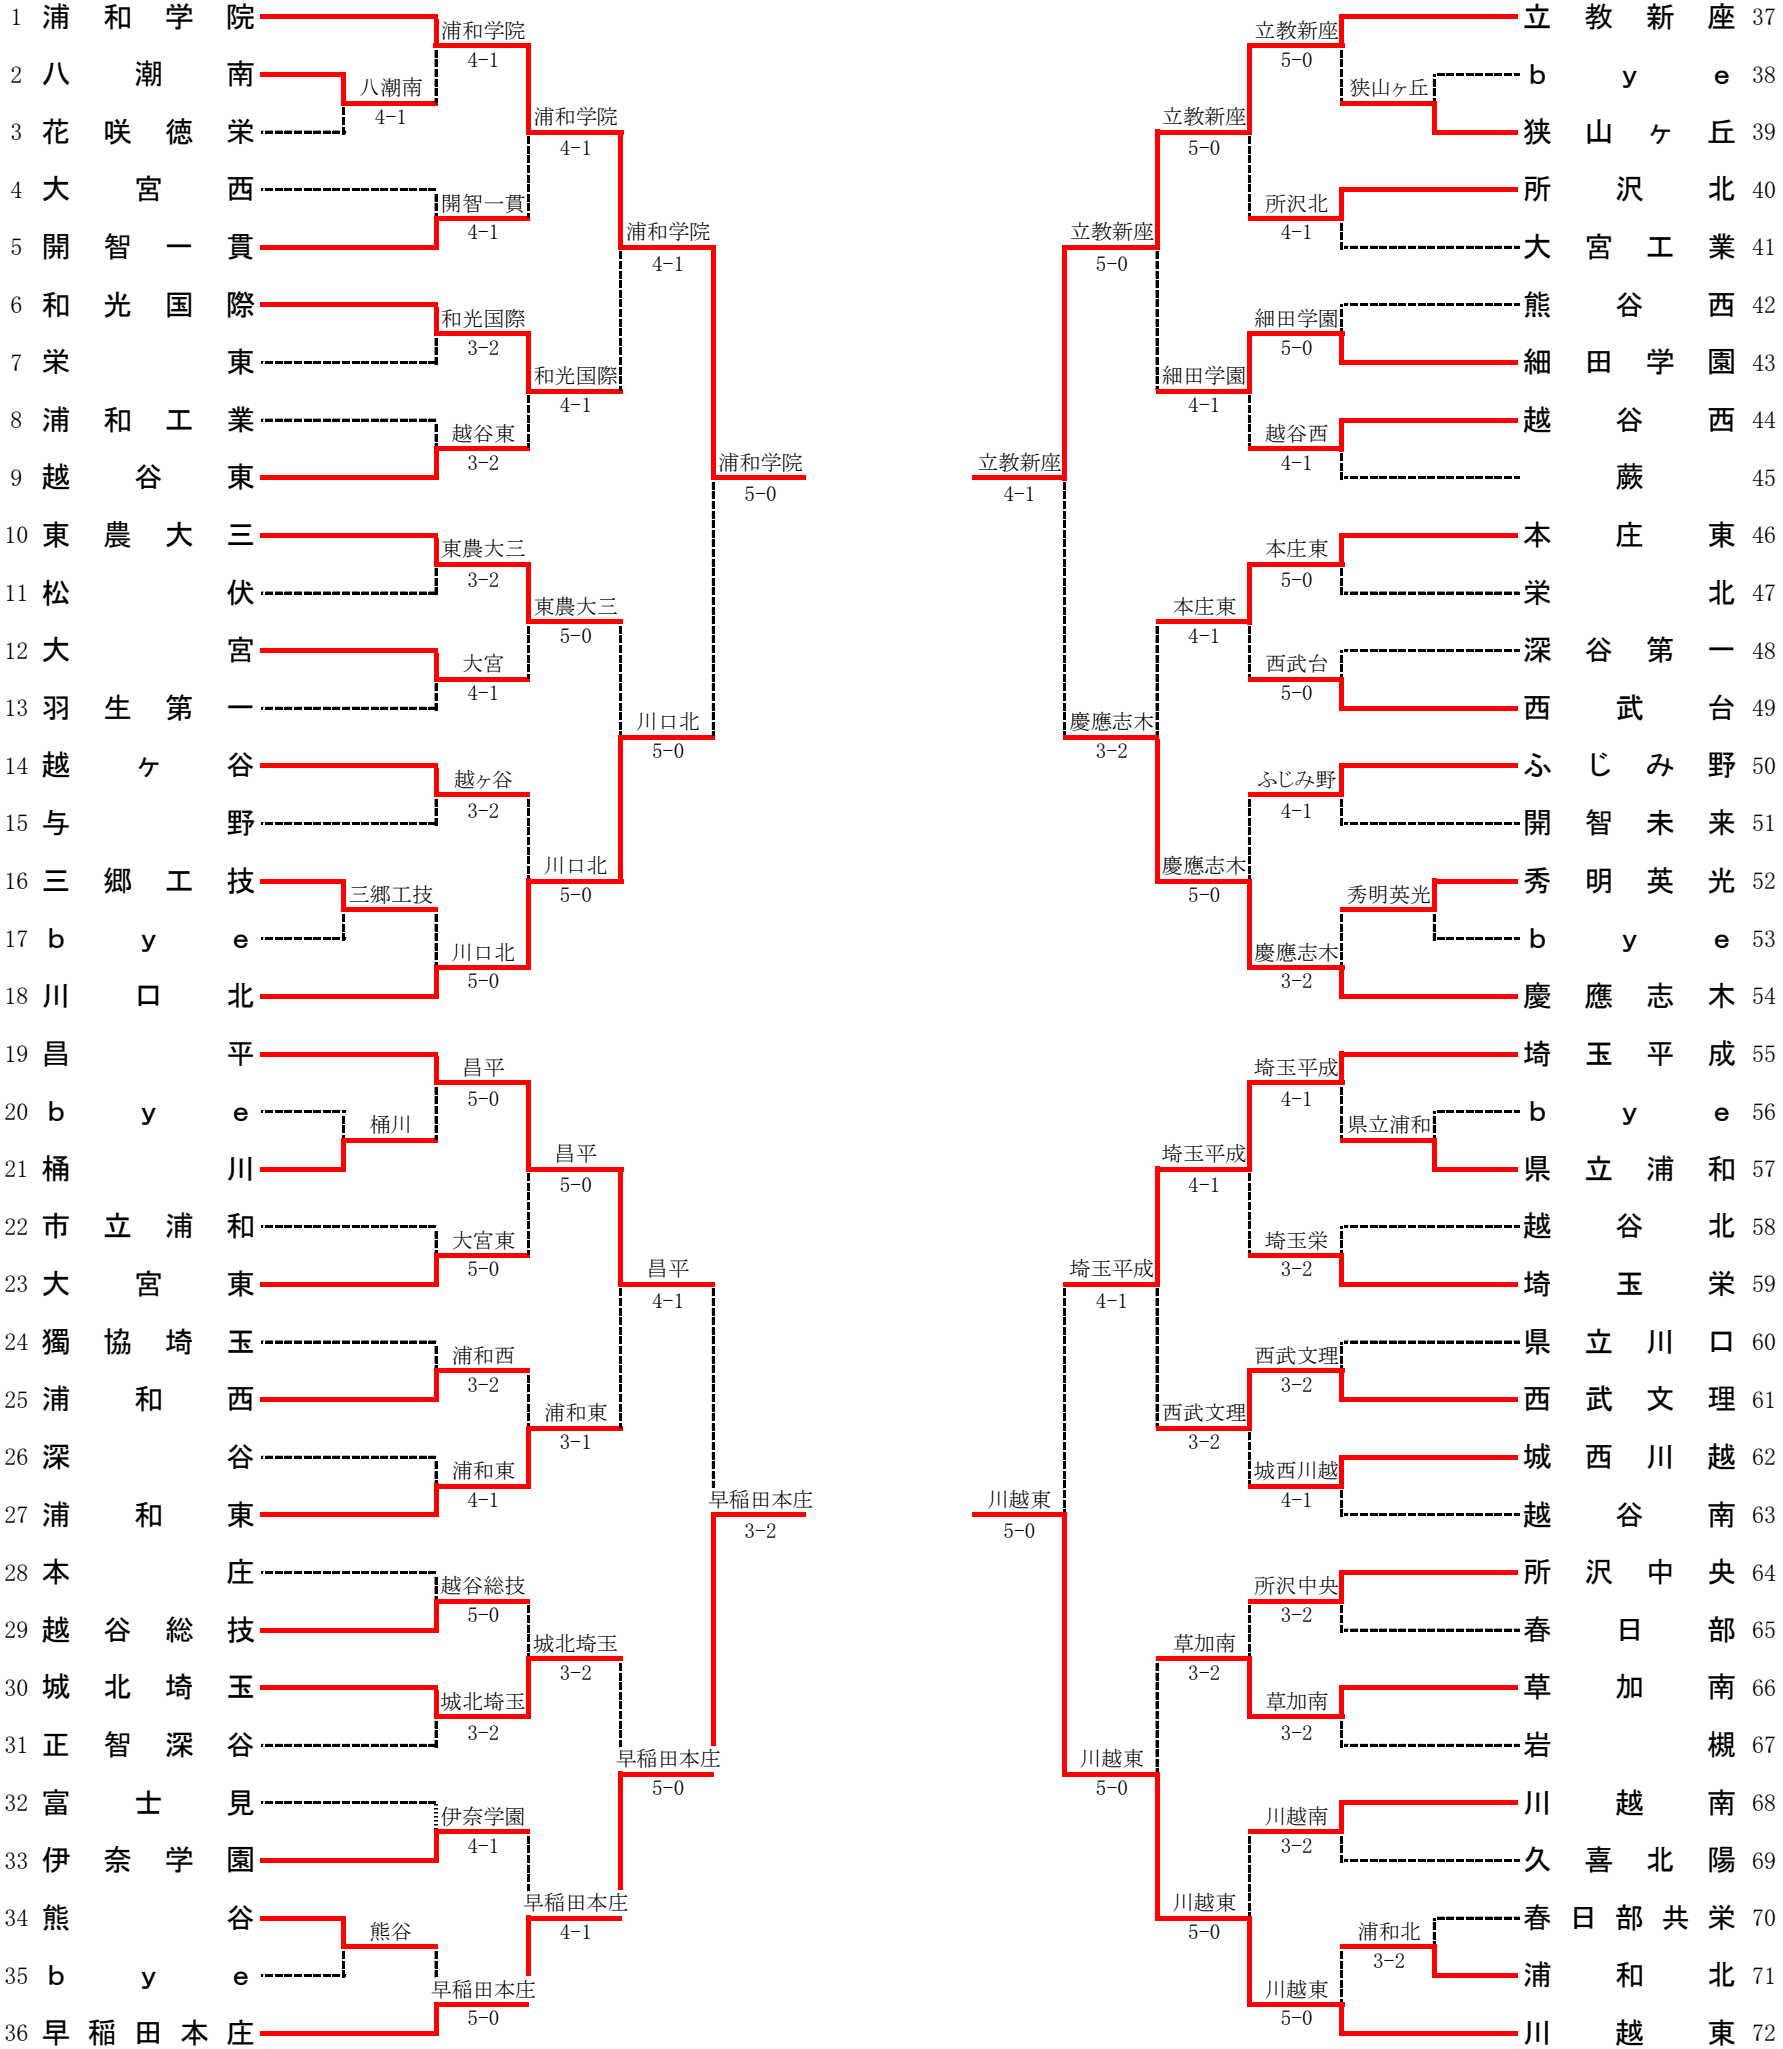 1 浦和学院
2 八潮南
3 花咲徳栄
4 大宮西
5 開智一貫
6 和光国際
7 栄東
8 浦和工業
9 越谷東
10 東農大三
11 松伏
12 大宮
13 羽生第一
14 越ヶ谷
15 与野
16 三郷工技
17 bye
18 川口北
19 昌平
20 bye
21 桶川
22 市立浦和
23 大宮東
24 獨協埼玉
25 浦和西
26 深谷
27 浦和東
28 本庄
29 越谷総技
30 城北埼玉
31 正智深谷
32 富士見
33 伊奈学園
34 熊谷
35 bye
36 早稲田本庄
八潮南
4-1
三郷工技
桶川
熊谷
浦和学院
4-1
開智一貫
4-1
和光国際
3-2
越谷東
3-2
東農大三
3-2
大宮
4-1
越ヶ谷
3-2
川口北
5-0
昌平
5-0
大宮東
5-0
浦和西
3-2
浦和東
4-1
越谷総技
5-0
城北埼玉
3-2
伊奈学園
4-1
早稲田本庄
5-0
浦和学院
4-1
和光国際
4-1
東農大三
5-0
川口北
5-0
昌平
5-0
浦和東
3-1
城北埼玉
3-2
早稲田本庄
4-1
浦和学院
4-1
川口北
5-0
昌平
4-1
早稲田本庄
5-0
浦和学院
5-0
早稲田本庄
3-2
立教新座
4-1
川越東
5-0
立教新座
5-0
慶應志木
3-2
埼玉平成
4-1
川越東
5-0
立教新座
5-0
細田学園
4-1
本庄東
4-1
慶應志木
5-0
埼玉平成
4-1
西武文理
3-2
草加南
3-2
川越東
5-0
立教新座
5-0
所沢北
4-1
細田学園
5-0
越谷西
4-1
本庄東
5-0
西武台
5-0
ふじみ野
4-1
慶應志木
3-2
埼玉平成
4-1
埼玉栄
3-2
西武文理
3-2
城西川越
4-1
所沢中央
3-2
草加南
3-2
川越南
3-2
川越東
5-0
狭山ヶ丘
秀明英光
県立浦和
浦和北
3-2
立教新座 37
bye 38
狭山ヶ丘 39
所沢北 40
大宮工業 41
熊谷西 42
細田学園 43
越谷西 44
蕨 45
本庄東 46
栄北 47
深谷第一 48
西武台 49
ふじみ野 50
開智未来 51
秀明英光 52
bye 53
慶應志木 54
埼玉平成 55
bye 56
県立浦和 57
越谷北 58
埼玉栄 59
県立川口 60
西武文理 61
城西川越 62
越谷南 63
所沢中央 64
春日部 65
草加南 66
岩槻 67
川越南 68
久喜北陽 69
春日部共栄 70
浦和北 71
川越東 72